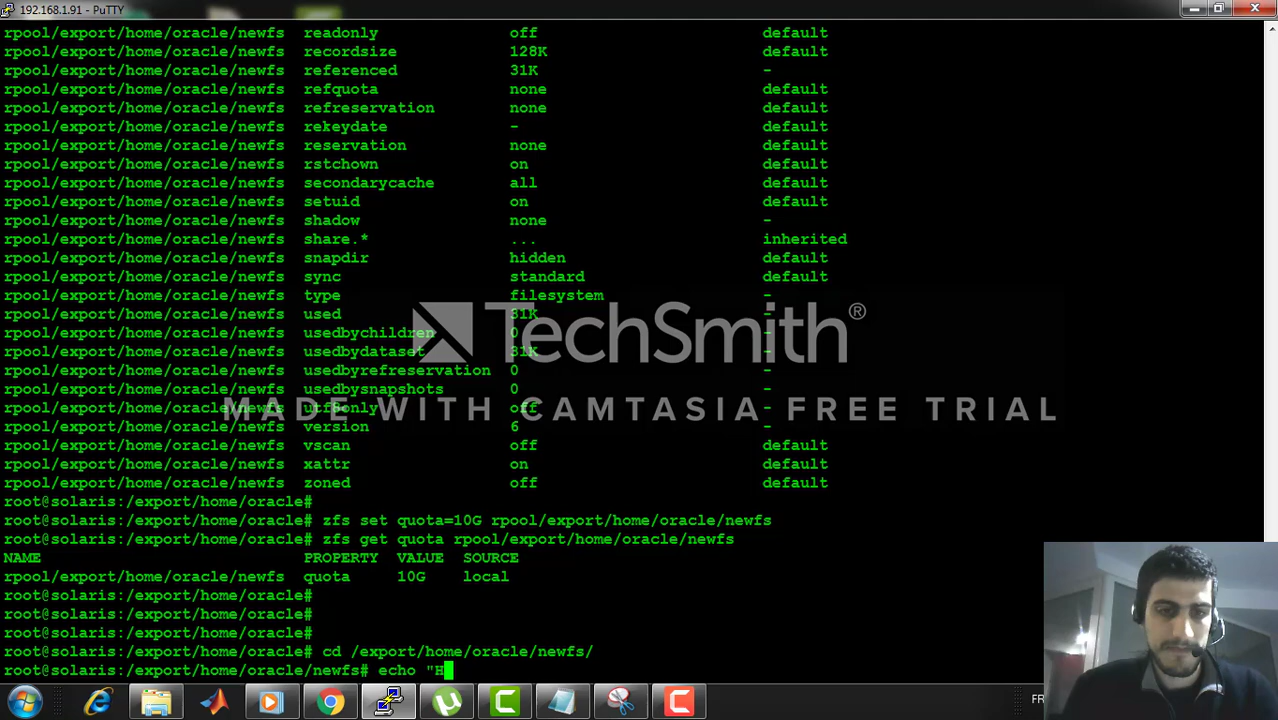 192.168.1.91 - PuTTY
rpool/export/home/oracle/newfs readonly off default
rpool/export/home/oracle/newfs recordsize 128K default
rpool/export/home/oracle/newfs referenced 31K -
rpool/export/home/oracle/newfs refquota none default
rpool/export/home/oracle/newfs refreservation none default
rpool/export/home/oracle/newfs rekeydate - default
rpool/export/home/oracle/newfs reservation none default
rpool/export/home/oracle/newfs rstchown on default
rpool/export/home/oracle/newfs secondarycache all default
rpool/export/home/oracle/newfs setuid on default
rpool/export/home/oracle/newfs shadow none -
rpool/export/home/oracle/newfs share.* ... inherited
rpool/export/home/oracle/newfs snapdir hidden default
rpool/export/home/oracle/newfs sync standard default
rpool/export/home/oracle/newfs type filesystem -
rpool/export/home/oracle/newfs used 31K -
rpool/export/home/oracle/newfs usedbychildren 0 -
TechSmith®
rpool/export/home/oracle/newfs usedbydataset 31K -
rpool/export/home/oracle/newfs usedbyrefreservation 0 -
rpool/export/home/oracle/newfs usedbysnapshots 0 -
rpool/export/home/oracle/newfs utf8only off -
MADE WITH CAMTASIA FREE TRIAL
rpool/export/home/oracle/newfs version 6 -
rpool/export/home/oracle/newfs vscan off default
rpool/export/home/oracle/newfs xattr on default
rpool/export/home/oracle/newfs zoned off default
root@solaris:/export/home/oracle#
root@solaris:/export/home/oracle# zfs set quota=10G rpool/export/home/oracle/newfs
root@solaris:/export/home/oracle# zfs get quota rpool/export/home/oracle/newfs
NAME PROPERTY VALUE SOURCE
rpool/export/home/oracle/newfs quota 10G local
root@solaris:/export/home/oracle#
root@solaris:/export/home/oracle#
root@solaris:/export/home/oracle#
root@solaris:/export/home/oracle# cd /export/home/oracle/newfs/
root@solaris:/export/home/oracle/newfs# echo "H
FR